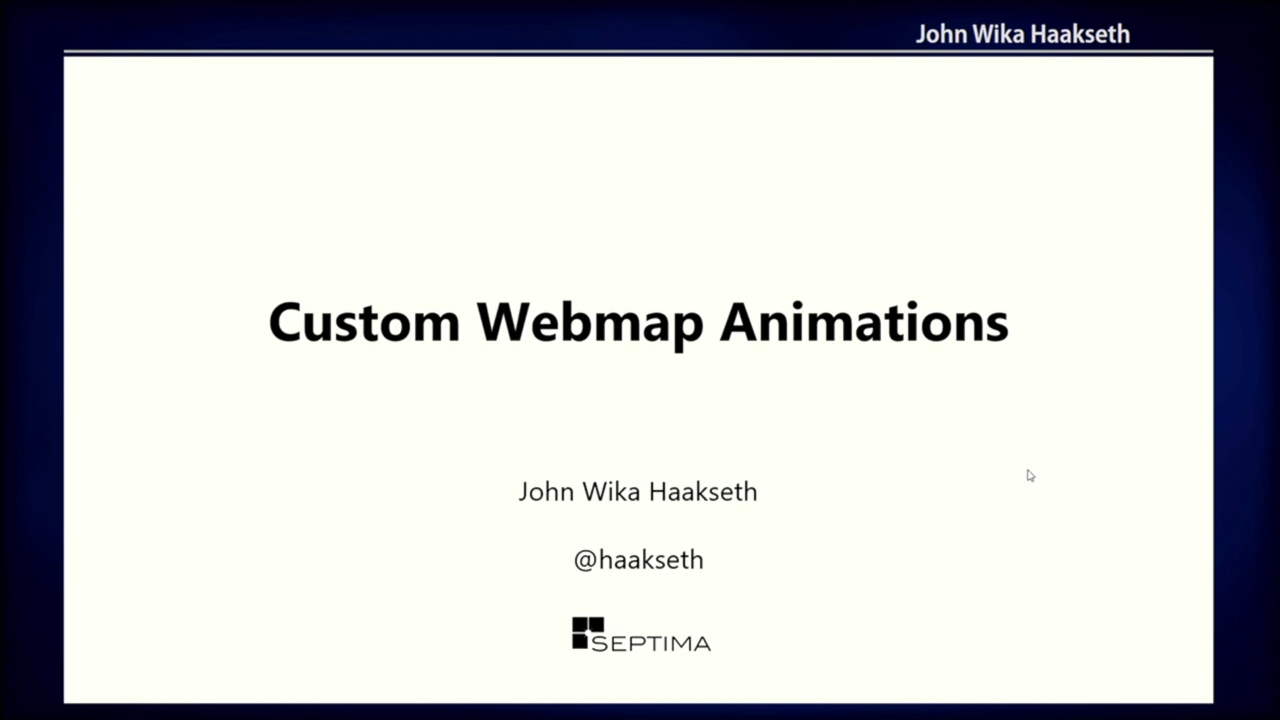 John Wika Haakseth
Custom Webmap Animations
John Wika Haakseth
@haakseth
SEPTIMA